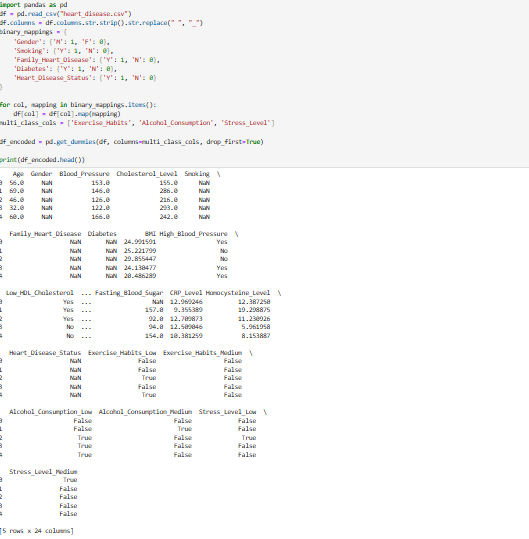 import pandas as pd
df = pd.read_csv("heart_disease.csv")
df.columns = df.columns.str.strip().str.replace(" ", "_")
binary_mappings = {
'Gender': {'M': 1, 'F': 0},
'Smoking': {'Y': 1, 'N': 0},
'Family_Heart_Disease': {'Y': 1, 'N': 0},
'Diabetes': {'Y': 1, 'N': 0},
'Heart_Disease_Status': {'Y': 1, 'N': 0}
}
for col, mapping in binary_mappings.items():
df[col] = df[col].map(mapping)
multi_class_cols = ['Exercise_Habits', 'Alcohol_Consumption', 'Stress_Level']
df_encoded = pd.get_dummies(df, columns=multi_class_cols, drop_first=True)
print(df_encoded.head())
Age Gender Blood_Pressure Cholesterol_Level Smoking \
0 56.0 NaN 153.0 155.0 NaN
1 69.0 NaN 146.0 286.0 NaN
2 46.0 NaN 126.0 216.0 NaN
3 32.0 NaN 122.0 293.0 NaN
4 60.0 NaN 166.0 242.0 NaN
Family_Heart_Disease Diabetes BMI High_Blood_Pressure \
0 NaN NaN 24.991591 Yes
1 NaN NaN 25.221799 No
2 NaN NaN 29.855447 No
3 NaN NaN 24.130477 Yes
4 NaN NaN 20.486289 Yes
Low_HDL_Cholesterol ... Fasting_Blood_Sugar CRP_Level Homocysteine_Level \
0 Yes ... NaN 12.969246 12.387250
1 Yes ... 157.0 9.355389 19.298875
2 Yes ... 92.0 12.709873 11.230926
3 No ... 94.0 12.509046 5.961958
4 No ... 154.0 10.381259 8.153887
Heart_Disease_Status Exercise_Habits_Low Exercise_Habits_Medium \
0 NaN False False
1 NaN False False
2 NaN True False
3 NaN False False
4 NaN True False
Alcohol_Consumption_Low Alcohol_Consumption_Medium Stress_Level_Low \
0 False False False
1 False True False
2 True False True
3 True False False
4 True False False
Stress_Level_Medium
0 True
1 False
2 False
3 False
4 False
[5 rows x 24 columns]